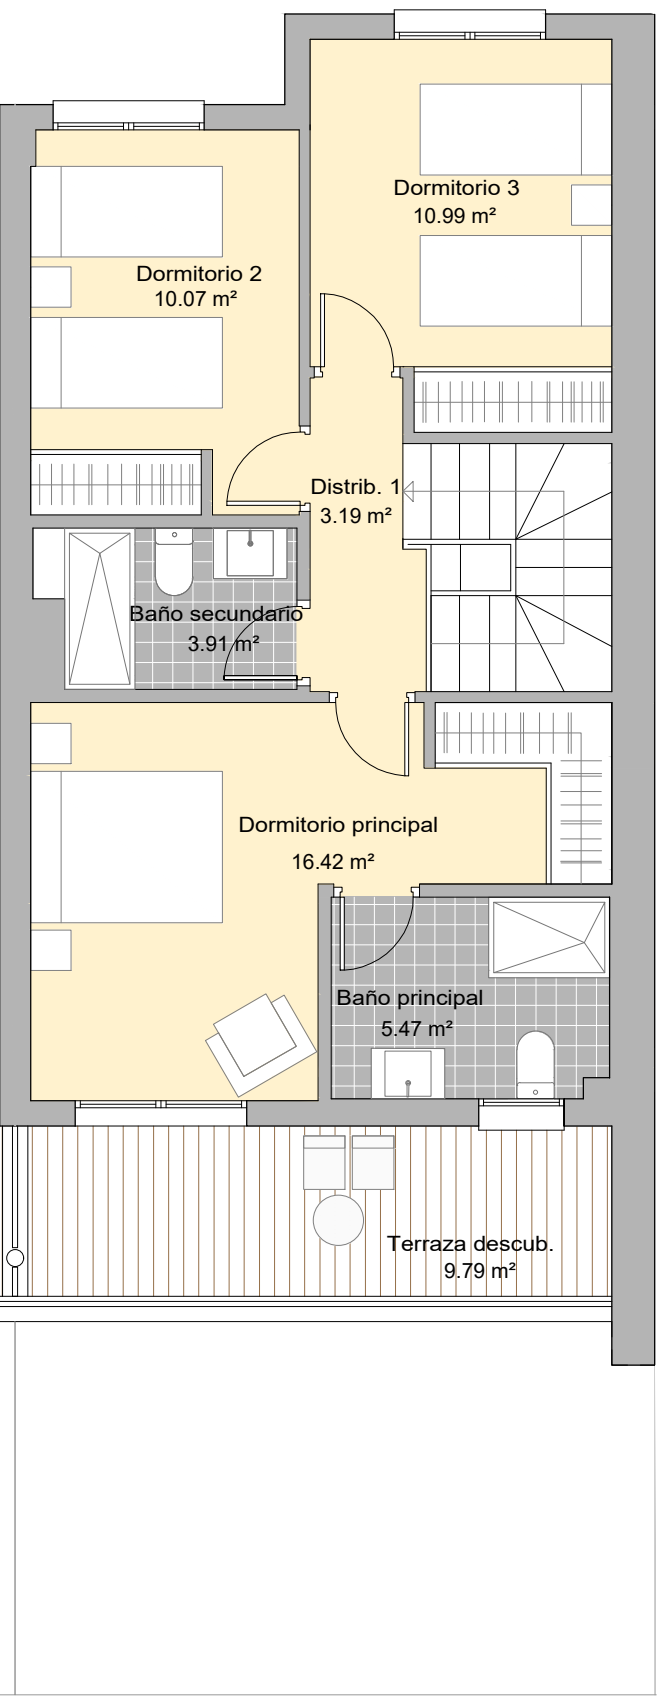 Dormitorio 3
10.99 m²
Dormitorio 2
10.07 m²
Distrib. 1
3.19 m²
Baño secundario
3.91 m²
Dormitorio principal
16.42 m²
Baño principal
5.47 m²
Terraza descub.
9.79 m²